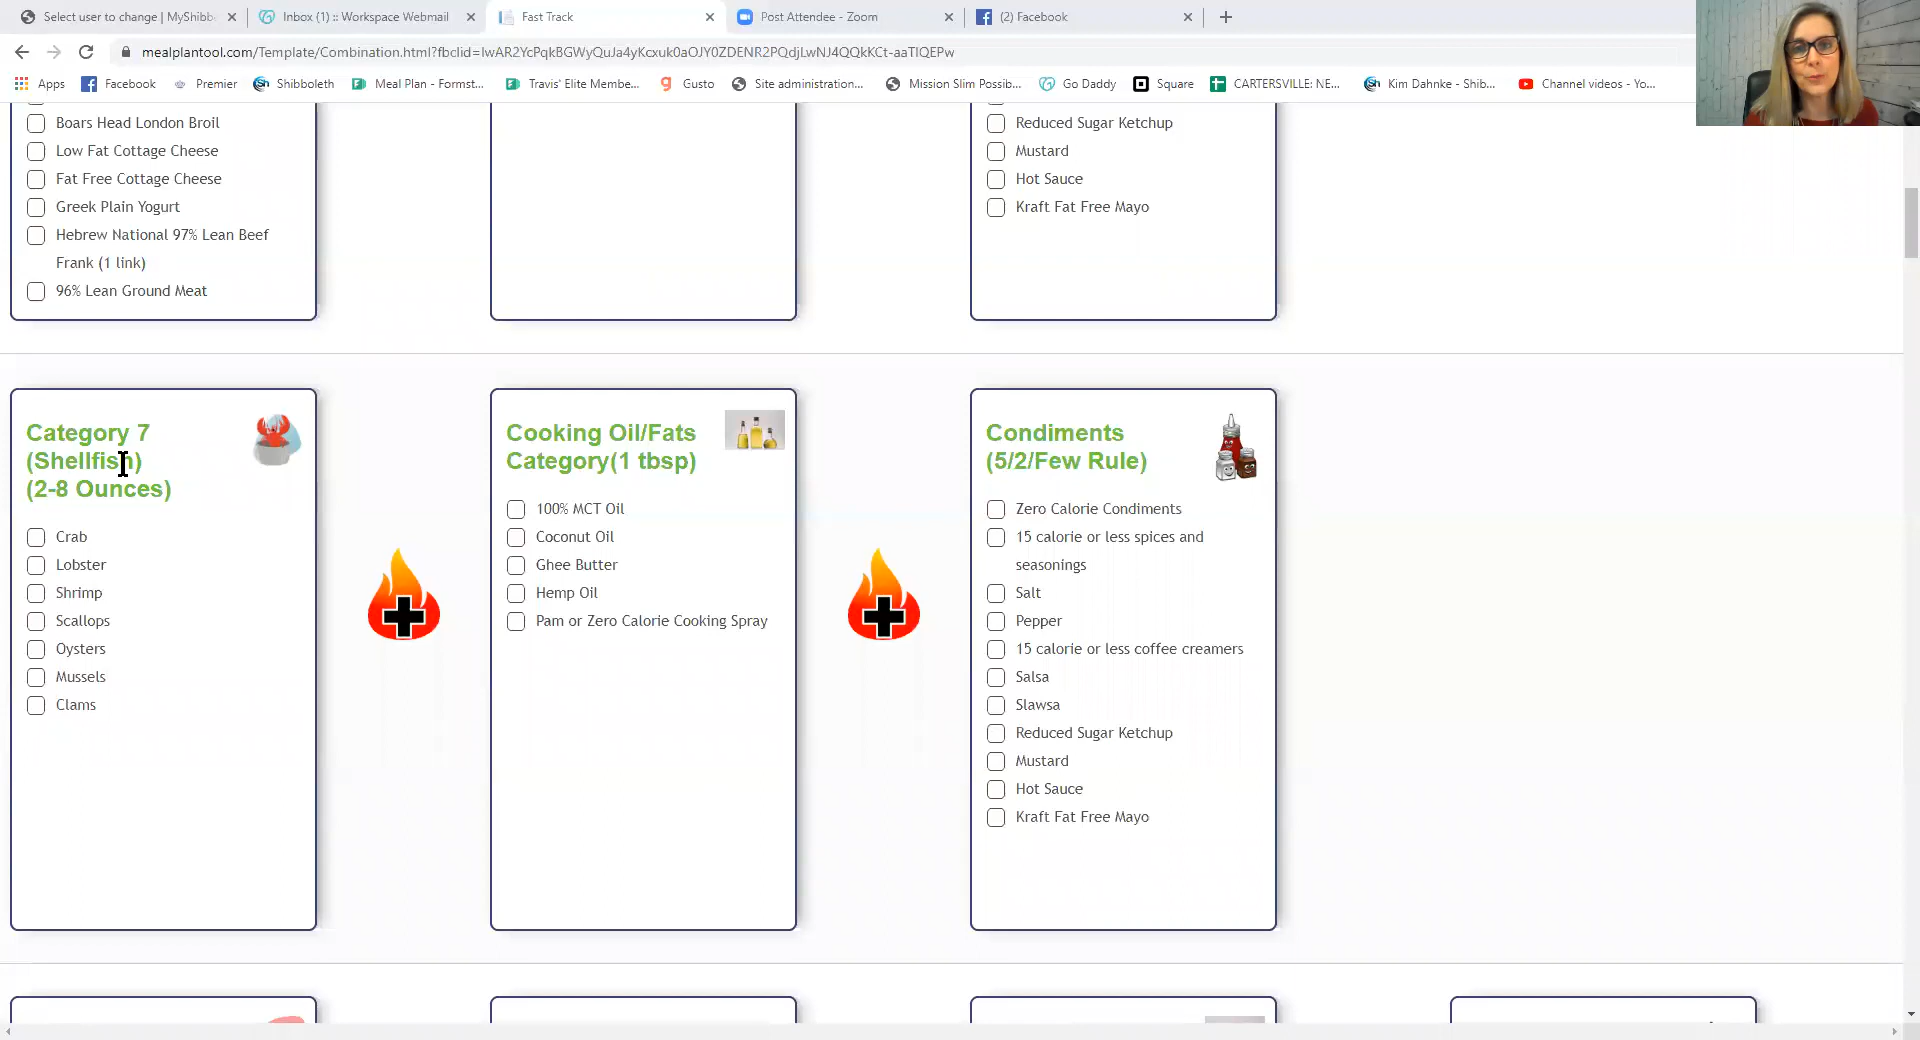 Select user to change | MyShibb
Inbox (1) :: Workspace Webmail
Fast Track
Post Attendee - Zoom
(2) Facebook
mealplantool.com/Template/Combination.html?fbclid=IwAR2YcPqkBGWyQuJa4yKcxuk0aOJY0ZDENR2PQdjLwNJ4QQkKCt-aaTIQEPw
Apps
Facebook
Premier
Shibboleth
Meal Plan - Formst...
Travis' Elite Membe...
Gusto
Site administration...
Mission Slim Possib...
Go Daddy
Square
CARTERSVILLE: NE...
Kim Dahnke - Shib...
Channel videos - Yo...
Boars Head London Broil
Low Fat Cottage Cheese
Fat Free Cottage Cheese
Greek Plain Yogurt
Hebrew National 97% Lean Beef
Frank (1 link)
96% Lean Ground Meat
Reduced Sugar Ketchup
Mustard
Hot Sauce
Kraft Fat Free Mayo
Category 7
(Shellfish)
(2-8 Ounces)
Crab
Lobster
Shrimp
Scallops
Oysters
Mussels
Clams
Cooking Oil/Fats
Category(1 tbsp)
100% MCT Oil
Coconut Oil
Ghee Butter
Hemp Oil
Pam or Zero Calorie Cooking Spray
Condiments
(5/2/Few Rule)
Zero Calorie Condiments
15 calorie or less spices and
seasonings
Salt
Pepper
15 calorie or less coffee creamers
Salsa
Slawsa
Reduced Sugar Ketchup
Mustard
Hot Sauce
Kraft Fat Free Mayo